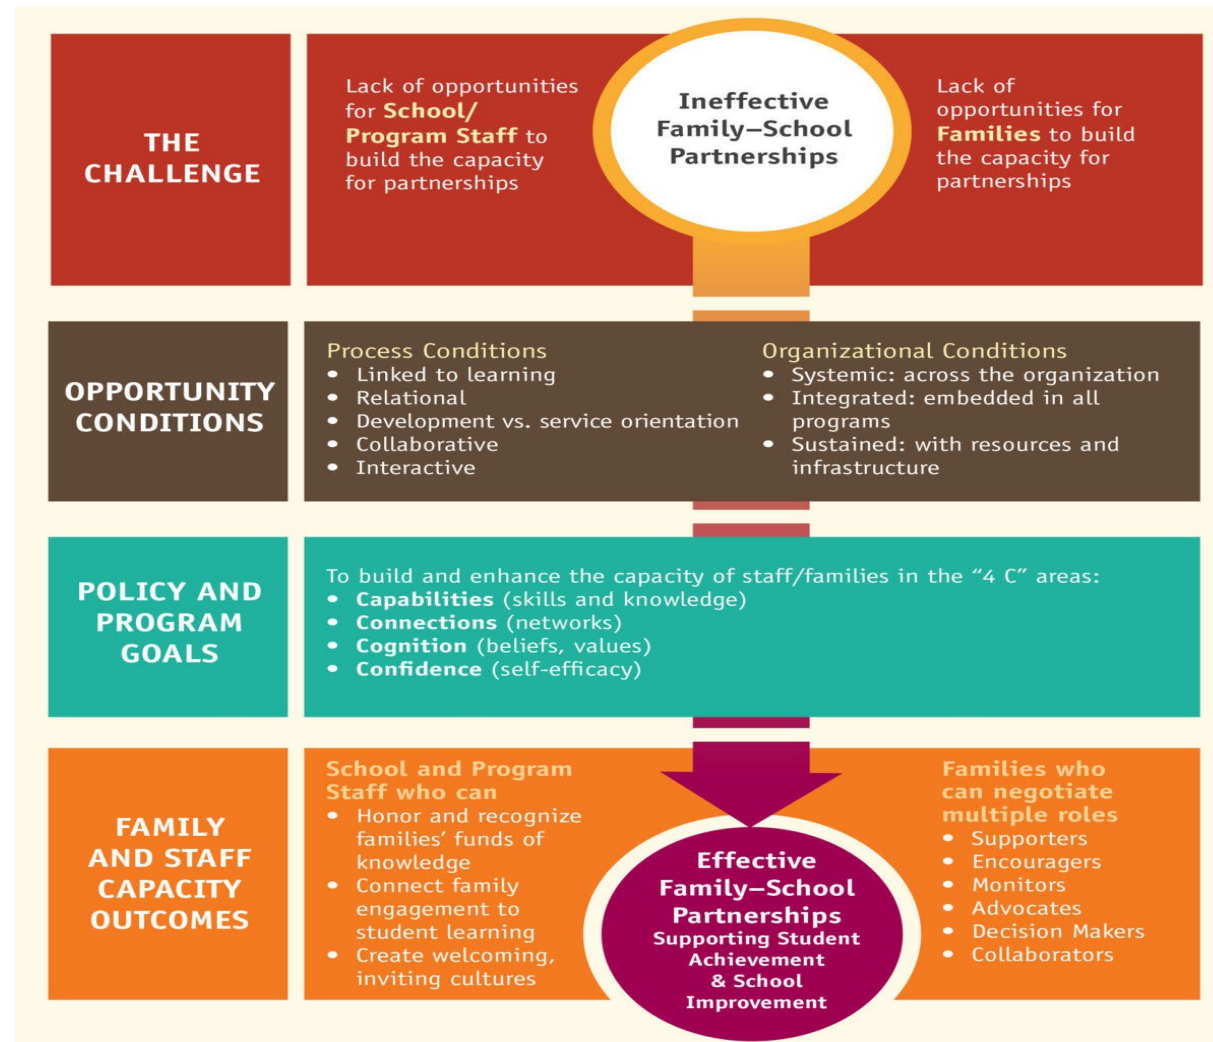 THE
CHALLENGE
Lack of opportunities
for School/
Program Staff to
build the capacity
for partnerships
Ineffective
Family–School
Partnerships
Lack of
opportunities for
Families to build
the capacity for
partnerships
OPPORTUNITY
CONDITIONS
Process Conditions
• Linked to learning
• Relational
• Development vs. service orientation
• Collaborative
• Interactive
Organizational Conditions
• Systemic: across the organization
• Integrated: embedded in all
programs
• Sustained: with resources and
infrastructure
POLICY AND
PROGRAM
GOALS
To build and enhance the capacity of staff/families in the “4 C” areas:
• Capabilities (skills and knowledge)
• Connections (networks)
• Cognition (beliefs, values)
• Confidence (self-efficacy)
FAMILY
AND STAFF
CAPACITY
OUTCOMES
School and Program
Staff who can
• Honor and recognize
families’ funds of
knowledge
• Connect family
engagement to
student learning
• Create welcoming,
inviting cultures
Effective
Family–School
Partnerships
Supporting Student
Achievement
& School
Improvement
Families who
can negotiate
multiple roles
• Supporters
• Encouragers
• Monitors
• Advocates
• Decision Makers
• Collaborators